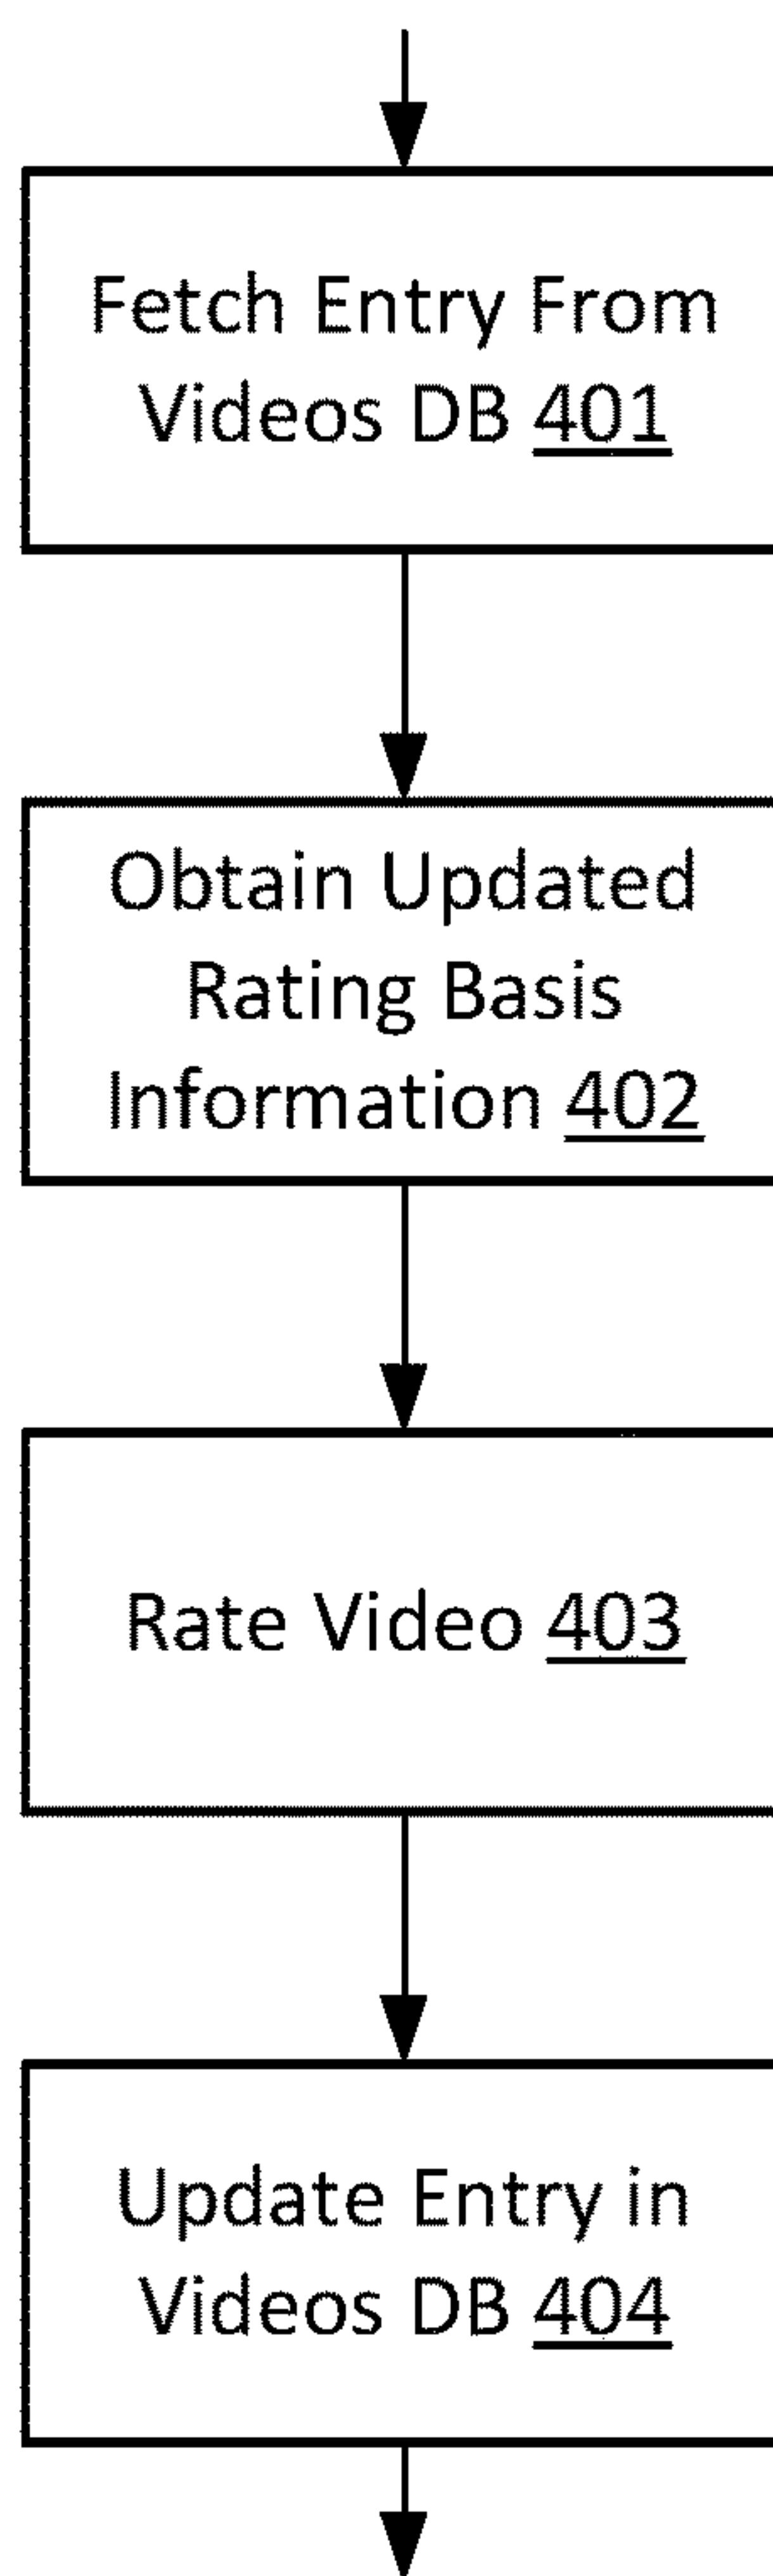 Fetch Entry From
Videos DB 401
Obtain Updated
Rating Basis
Information 402
Rate Video 403
Update Entry in
Videos DB 404